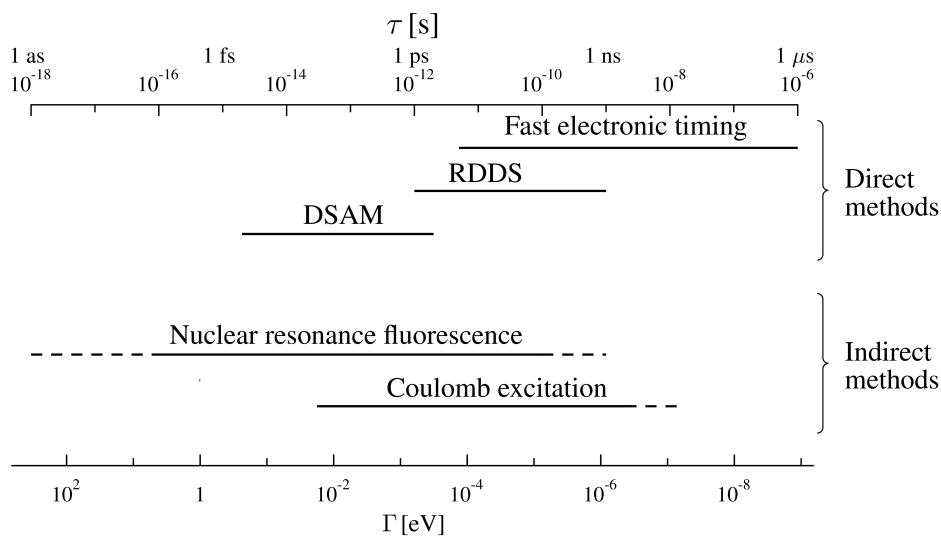 τ [s]
1 as 1 fs 1 ps 1 ns 1 μs
10⁻¹⁸ 10⁻¹⁶ 10⁻¹⁴ 10⁻¹² 10⁻¹⁰ 10⁻⁸ 10⁻⁶
Fast electronic timing
RDDS
DSAM
Direct
methods
Nuclear resonance fluorescence
Coulomb excitation
Indirect
methods
10² 1 10⁻² 10⁻⁴ 10⁻⁶ 10⁻⁸
Γ [eV]